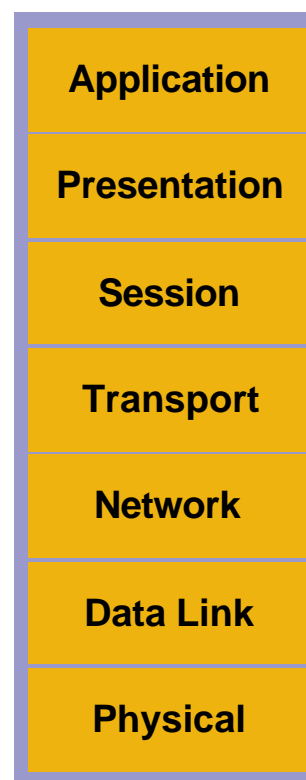 Application
Presentation
Session
Transport
Network
Data Link
Physical